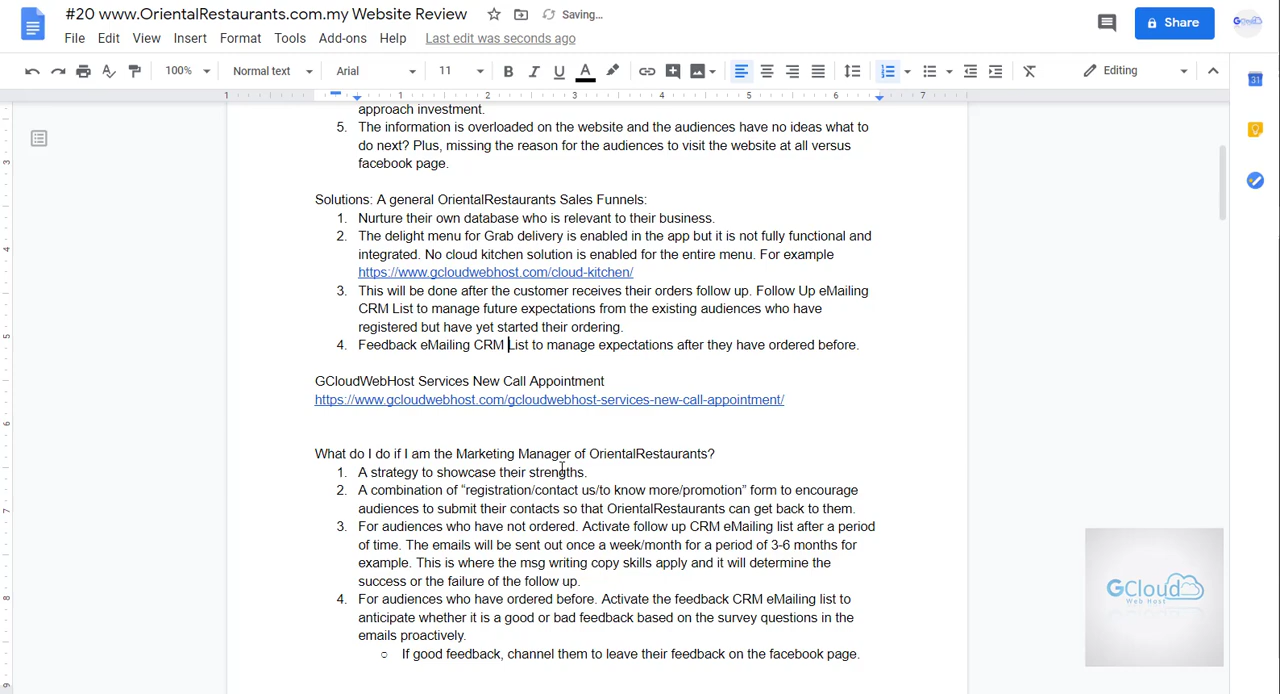 #20 www.OrientalRestaurants.com.my Website Review
Saving...
File Edit View Insert Format Tools Add-ons Help Last edit was seconds ago
Share
100% Normal text Arial 11 B I U A Editing
1 1 2 3 4 5 6 7
approach investment.
5. The information is overloaded on the website and the audiences have no ideas what to
do next? Plus, missing the reason for the audiences to visit the website at all versus
facebook page.
Solutions: A general OrientalRestaurants Sales Funnels:
1. Nurture their own database who is relevant to their business.
2. The delight menu for Grab delivery is enabled in the app but it is not fully functional and
integrated. No cloud kitchen solution is enabled for the entire menu. For example
https://www.gcloudwebhost.com/cloud-kitchen/
3. This will be done after the customer receives their orders follow up. Follow Up eMailing
CRM List to manage future expectations from the existing audiences who have
registered but have yet started their ordering.
4. Feedback eMailing CRM List to manage expectations after they have ordered before.
GCloudWebHost Services New Call Appointment
https://www.gcloudwebhost.com/gcloudwebhost-services-new-call-appointment/
What do I do if I am the Marketing Manager of OrientalRestaurants?
1. A strategy to showcase their strengths.
2. A combination of “registration/contact us/to know more/promotion” form to encourage
audiences to submit their contacts so that OrientalRestaurants can get back to them.
3. For audiences who have not ordered. Activate follow up CRM eMailing list after a period
of time. The emails will be sent out once a week/month for a period of 3-6 months for
example. This is where the msg writing copy skills apply and it will determine the
success or the failure of the follow up.
4. For audiences who have ordered before. Activate the feedback CRM eMailing list to
anticipate whether it is a good or bad feedback based on the survey questions in the
emails proactively.
○ If good feedback, channel them to leave their feedback on the facebook page.
GCloud
Web Host
31
3
4
5
6
7
8
9